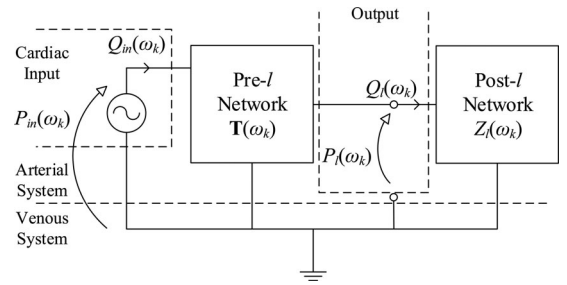 Output
Cardiac
Input
Q_in(ω_k)
P_in(ω_k)
Pre-l
Network
T(ω_k)
Q_l(ω_k)
P_l(ω_k)
Post-l
Network
Z_l(ω_k)
Arterial
System
Venous
System